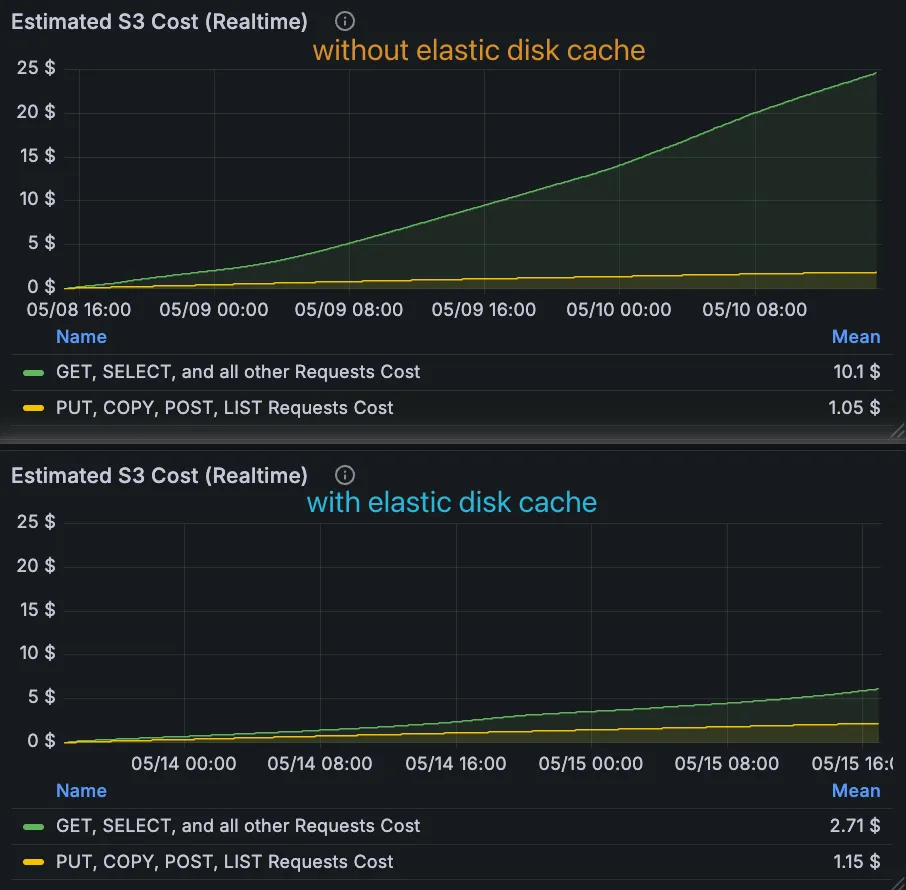 Estimated S3 Cost (Realtime)
without elastic disk cache
25 $
20 $
15 $
10 $
5 $
0 $
05/08 16:00 05/09 00:00 05/09 08:00 05/09 16:00 05/10 00:00 05/10 08:00
Name Mean
GET, SELECT, and all other Requests Cost 10.1 $
PUT, COPY, POST, LIST Requests Cost 1.05 $
Estimated S3 Cost (Realtime)
with elastic disk cache
25 $
20 $
15 $
10 $
5 $
0 $
05/14 00:00 05/14 08:00 05/14 16:00 05/15 00:00 05/15 08:00 05/15 16:0
Name Mean
GET, SELECT, and all other Requests Cost 2.71 $
PUT, COPY, POST, LIST Requests Cost 1.15 $